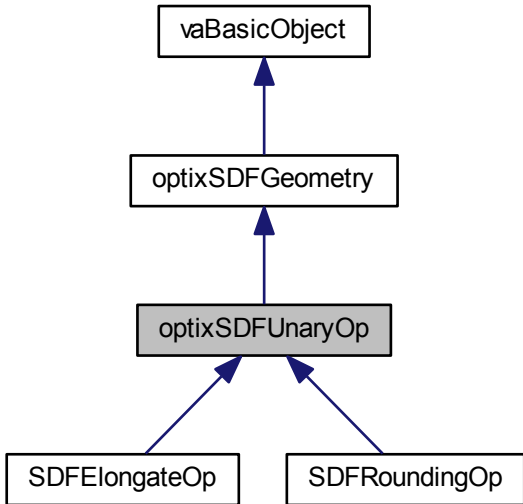 vaBasicObject
optixSDFGeometry
optixSDFUnaryOp
SDFElongateOp
SDFRoundingOp